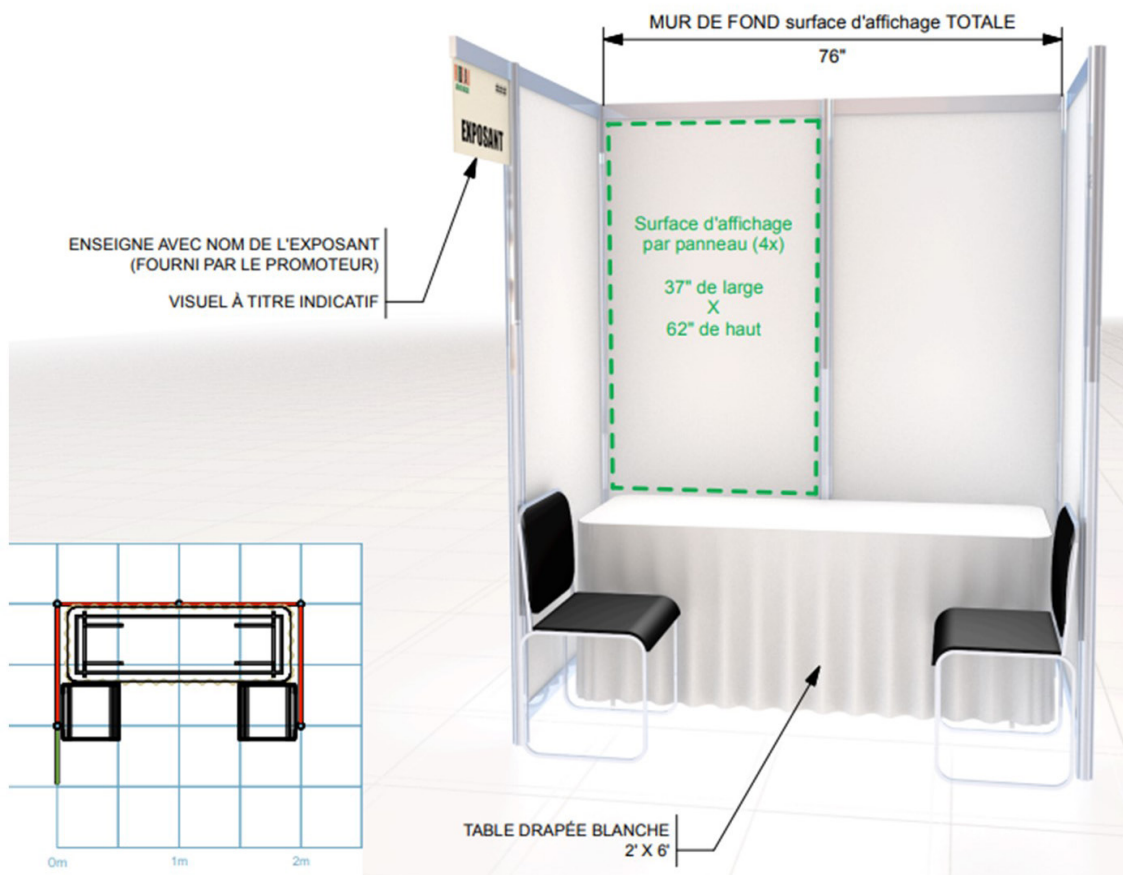 MUR DE FOND surface d'affichage TOTALE
76"
EXPOSANT
Surface d'affichage
par panneau (4x)
37" de large
X
62" de haut
ENSEIGNE AVEC NOM DE L'EXPOSANT
(FOURNI PAR LE PROMOTEUR)
VISUEL À TITRE INDICATIF
0m
1m
2m
TABLE DRAPÉE BLANCHE
2' X 6'